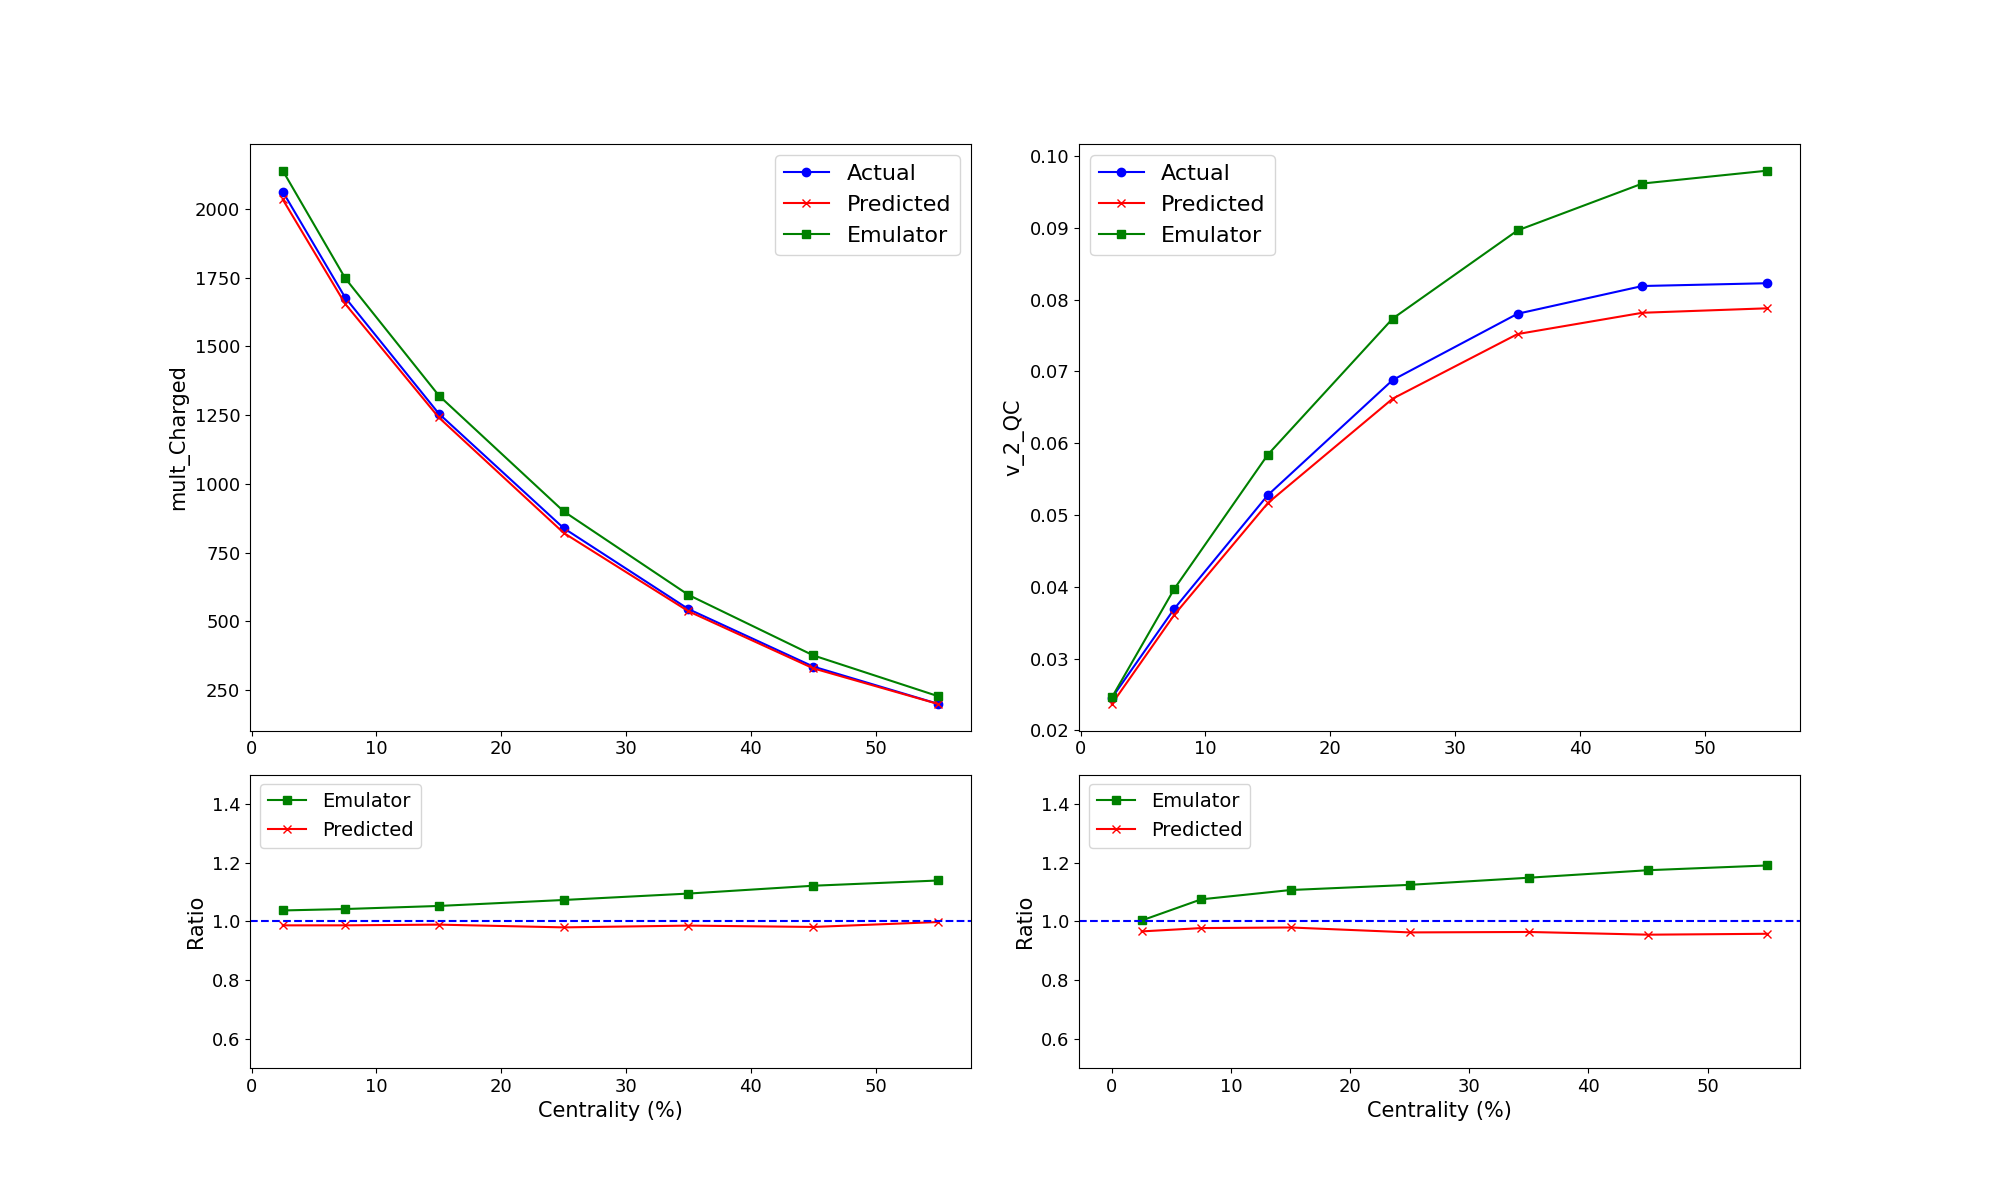 mult_Charged
2000
1750
1500
1250
1000
750
500
250
0 10 20 30 40 50
Actual
Predicted
Emulator
v_2_QC
0.10
0.09
0.08
0.07
0.06
0.05
0.04
0.03
0.02
0 10 20 30 40 50
Actual
Predicted
Emulator
Ratio
1.4
1.2
1.0
0.8
0.6
0 10 20 30 40 50
Centrality (%)
Emulator
Predicted
Ratio
1.4
1.2
1.0
0.8
0.6
0 10 20 30 40 50
Centrality (%)
Emulator
Predicted